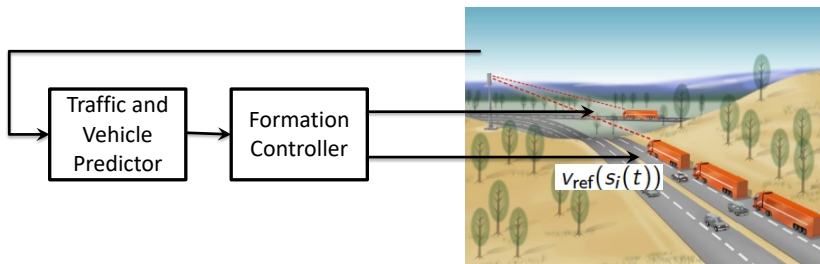 Traffic and
Vehicle
Predictor
Formation
Controller
v_ref(s_i(t))